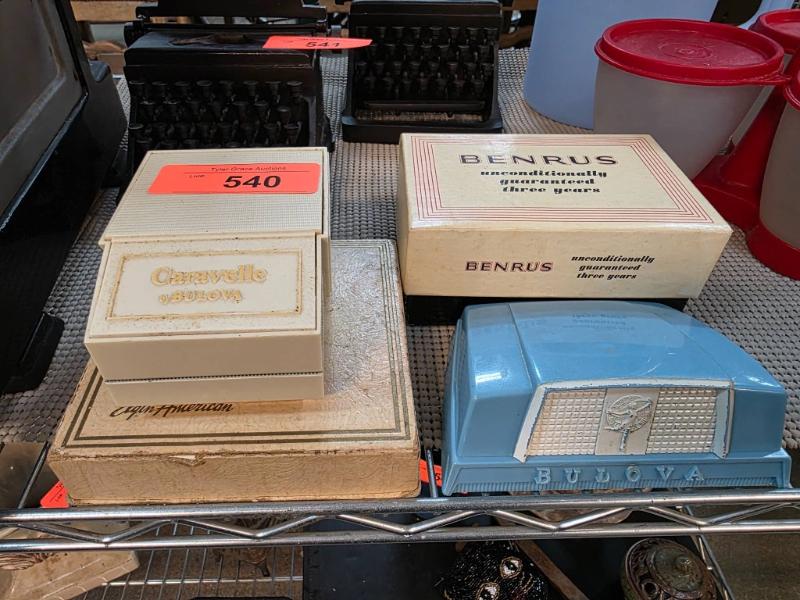 541
Tyler Grace Auctions
Lot#
540
Caravelle
by BULOVA
Elgin American
BENRUS
unconditionally
guaranteed
three years
BENRUS
unconditionally
guaranteed
three years
BULOVA